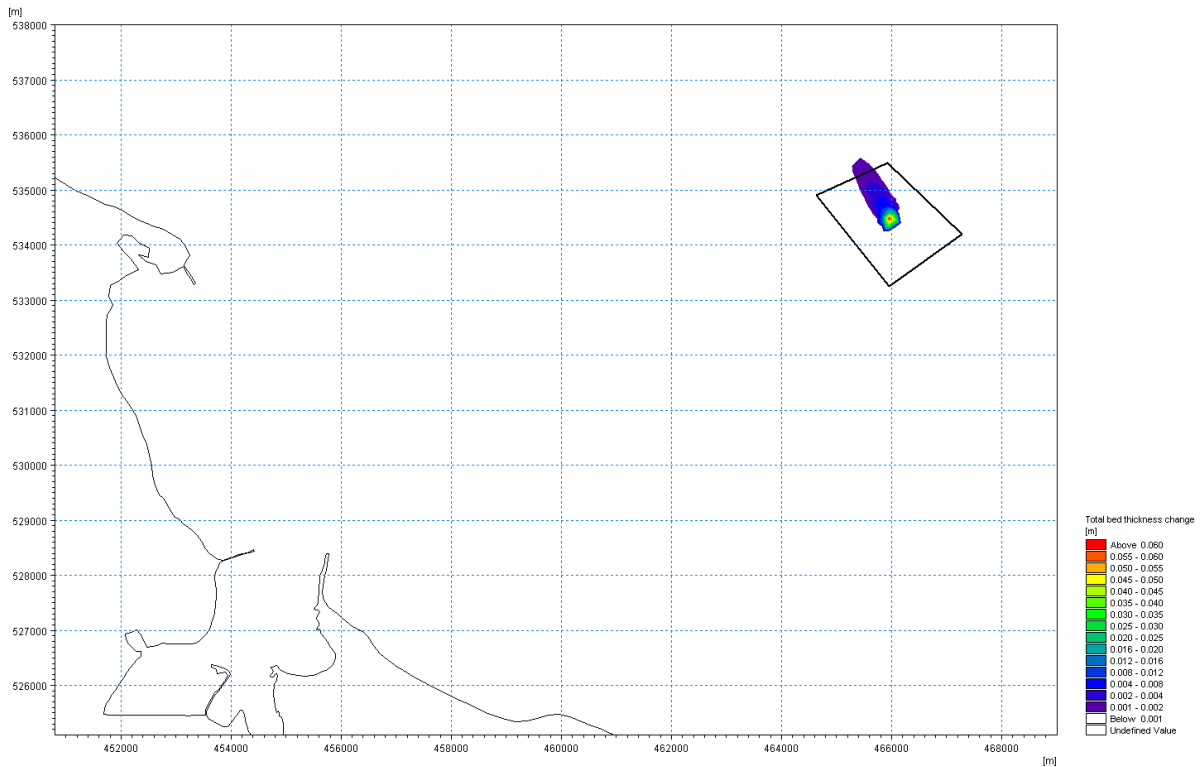 [m]
538000
537000
536000
535000
534000
533000
532000
531000
530000
529000
528000
527000
526000
452000 454000 456000 458000 460000 462000 464000 466000 468000
[m]
Total bed thickness change
[m]
Above 0.060
0.055 - 0.060
0.050 - 0.055
0.045 - 0.050
0.040 - 0.045
0.035 - 0.040
0.030 - 0.035
0.025 - 0.030
0.020 - 0.025
0.016 - 0.020
0.012 - 0.016
0.008 - 0.012
0.004 - 0.008
0.002 - 0.004
0.001 - 0.002
Below 0.001
Undefined Value